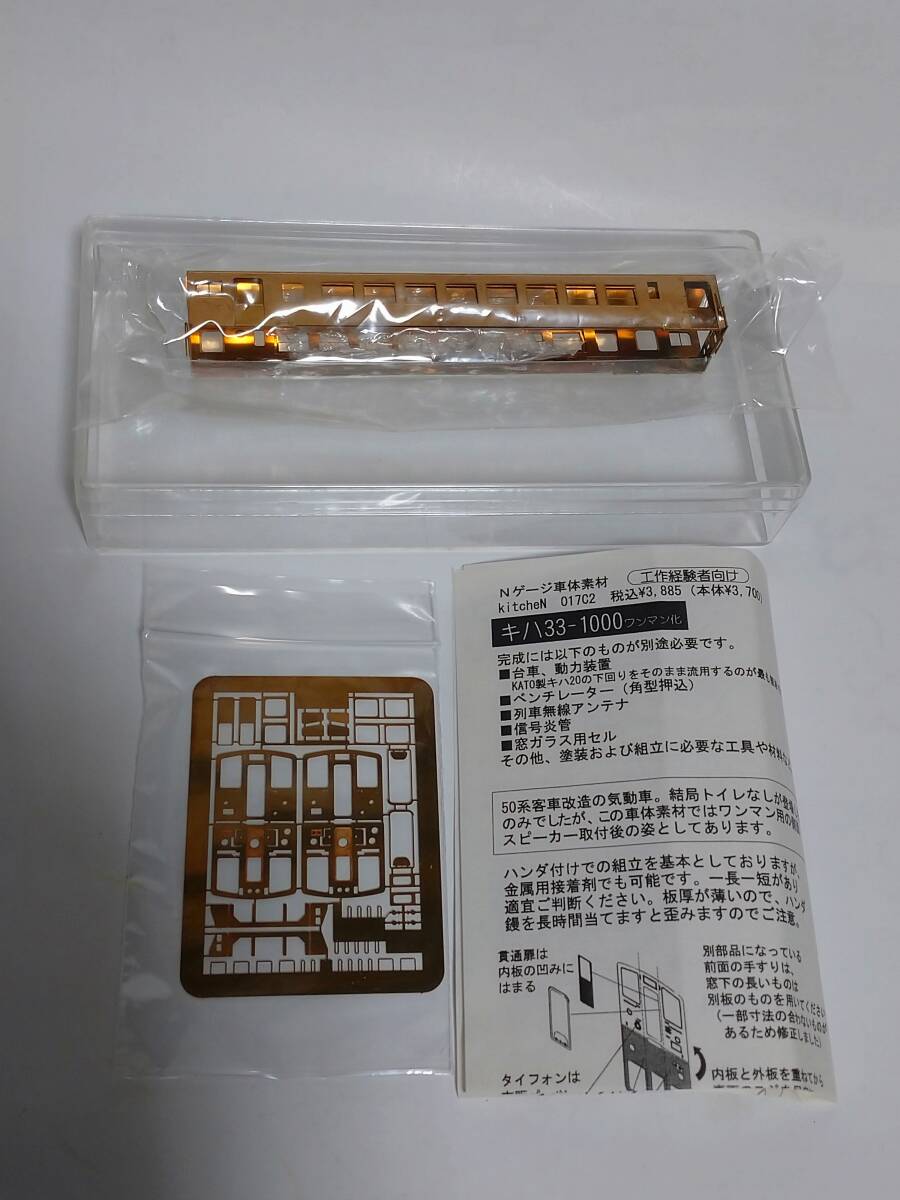 Nゲージ車体素材 工作経験者向け
kitcheN 017C2 税込¥3,885 (本体¥3,700)
キハ33-1000ワンマン化
完成には以下のものが別途必要です。
■台車、動力装置
KATO製キハ20の下回りをそのまま流用するのが最も
■ベンチレーター(角型押込)
■列車無線アンテナ
■信号炎管
■窓ガラス用セル
その他、塗装および組立に必要な工具や材料
50系客車改造の気動車。結局トイレなしが
のみでしたが、この車体素材ではワンマン用の
スピーカー取付後の姿としてあります。
ハンダ付けでの組立を基本としておりますが、
金属用接着剤でも可能です。一長一短があり
適宜ご判断ください。板厚が薄いので、ハンダ
鏝を長時間当てますと歪みますのでご注意。
貫通扉は
内板の凹みに
はまる
別部品になっている
前面の手すりは、
窓下の長いものは
別板のものを用いてください
(一部寸法の合わないものが
あるため修正しました)
タイフォンは
内板と外板を重ねてから